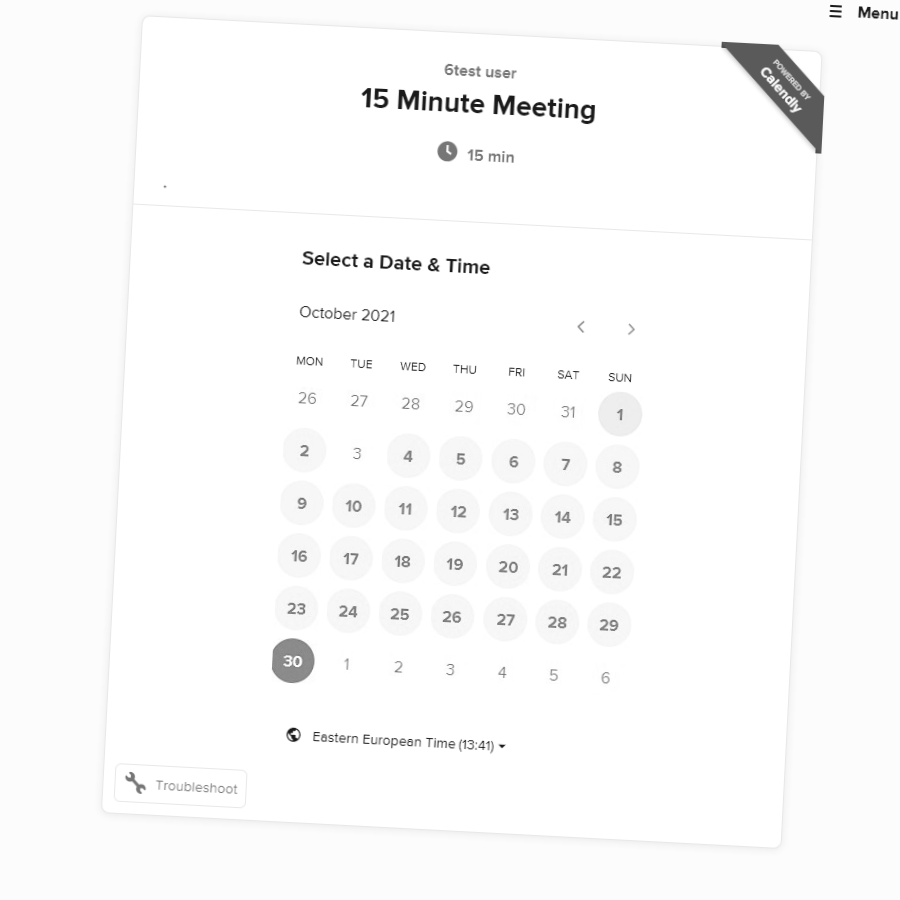 ☰ Menu
POWERED BY
Calendly
6test user
15 Minute Meeting
15 min
.
Select a Date & Time
October 2021
MON TUE WED THU FRI SAT SUN
26 27 28 29 30 31 1
2 3 4 5 6 7 8
9 10 11 12 13 14 15
16 17 18 19 20 21 22
23 24 25 26 27 28 29
30 1 2 3 4 5 6
Eastern European Time (13:41)
Troubleshoot